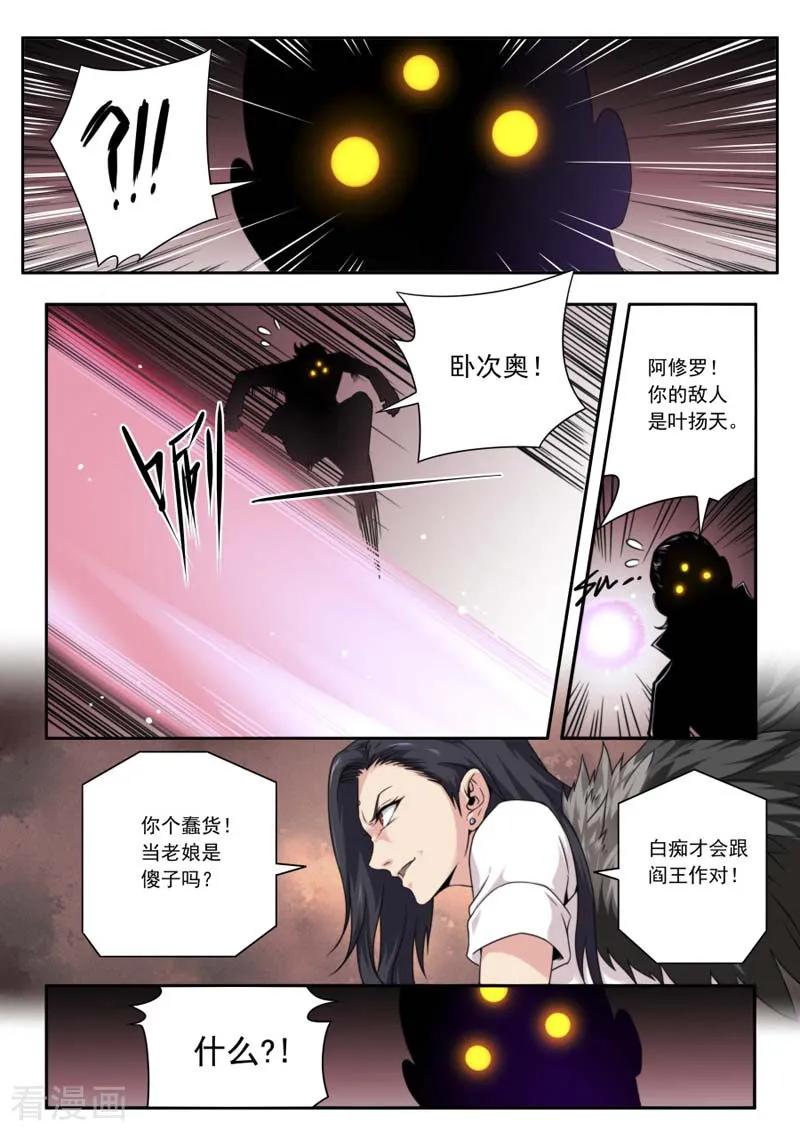 ?!!
卧次奥！
唰
阿修罗！
你的敌人
是叶扬天。
你个蠢货！
当老娘是
傻子吗？
白痴才会跟
阎王作对！
什么?!
看漫画